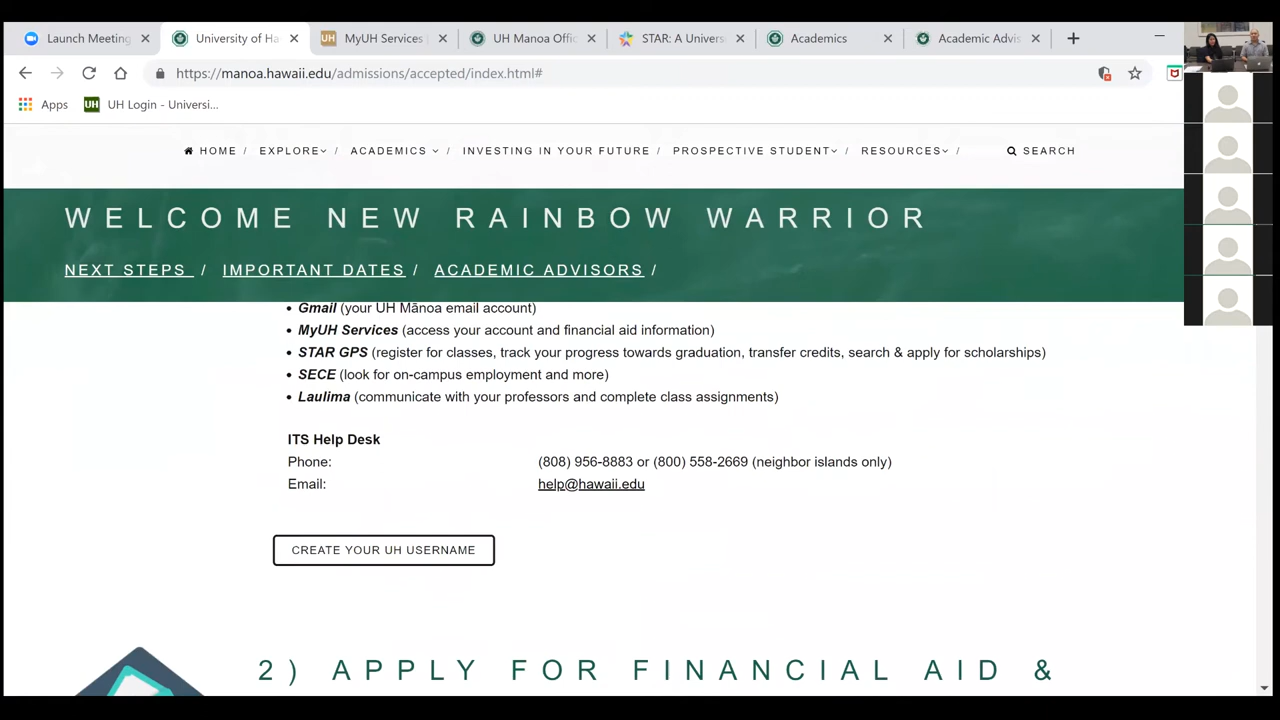 Launch Meeting
University of Ha
MyUH Services
UH Manoa Offic
STAR: A Univers
Academics
Academic Advis
https://manoa.hawaii.edu/admissions/accepted/index.html#
Apps
UH
UH Login - Universi...
HOME / EXPLORE / ACADEMICS / INVESTING IN YOUR FUTURE / PROSPECTIVE STUDENT / RESOURCES / SEARCH
WELCOME NEW RAINBOW WARRIOR
NEXT STEPS / IMPORTANT DATES / ACADEMIC ADVISORS /
• Gmail (your UH Mānoa email account)
• MyUH Services (access your account and financial aid information)
• STAR GPS (register for classes, track your progress towards graduation, transfer credits, search & apply for scholarships)
• SECE (look for on-campus employment and more)
• Laulima (communicate with your professors and complete class assignments)
ITS Help Desk
Phone: (808) 956-8883 or (800) 558-2669 (neighbor islands only)
Email: help@hawaii.edu
CREATE YOUR UH USERNAME
2) APPLY FOR FINANCIAL AID &